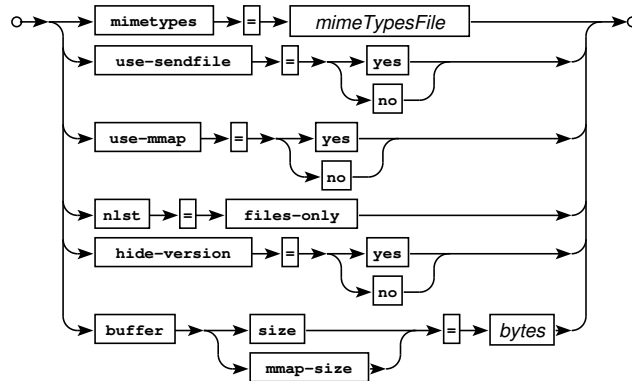 mimetypes = mimeTypesFile
use-sendfile = yes
no
use-mmap = yes
no
nlst = files-only
hide-version = yes
no
buffer size = bytes
mmap-size